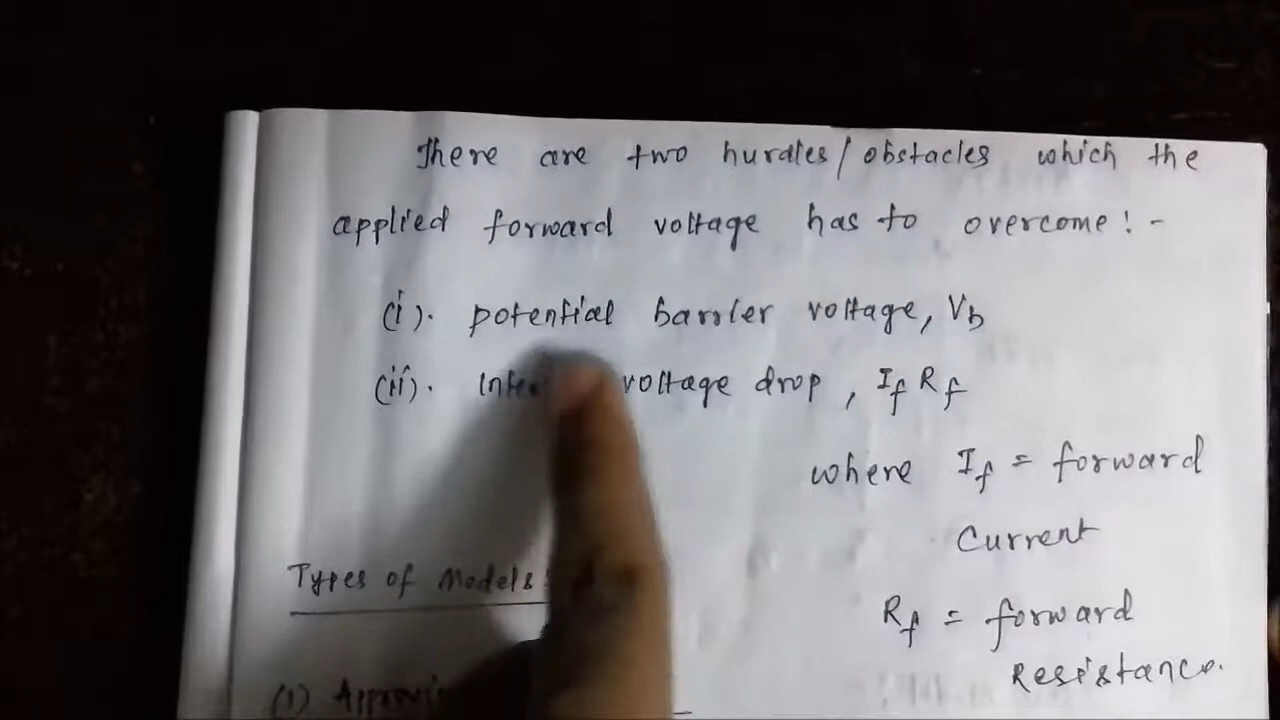 There are two hurdles/obstacles which the
applied forward voltage has to overcome:-
(i). potential barrier voltage, Vb
(ii). voltage drop, If Rf
where If = forward
Current
Types of Models
Rf = forward
Resistance.
(1)